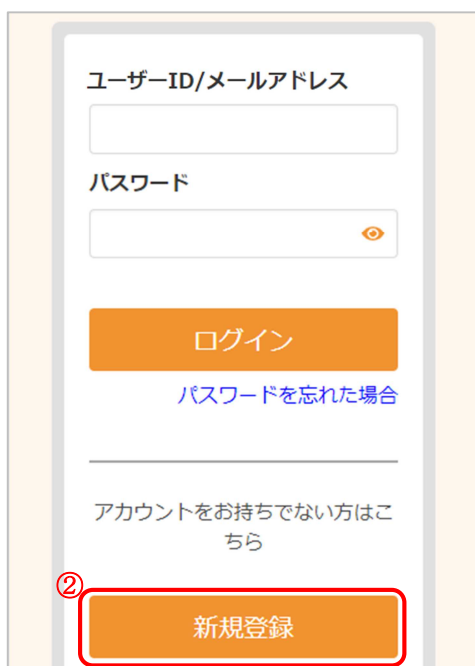 ユーザーID/メールアドレス
パスワード
ログイン
パスワードを忘れた場合
アカウントをお持ちでない方はこ
ちら
②
新規登録